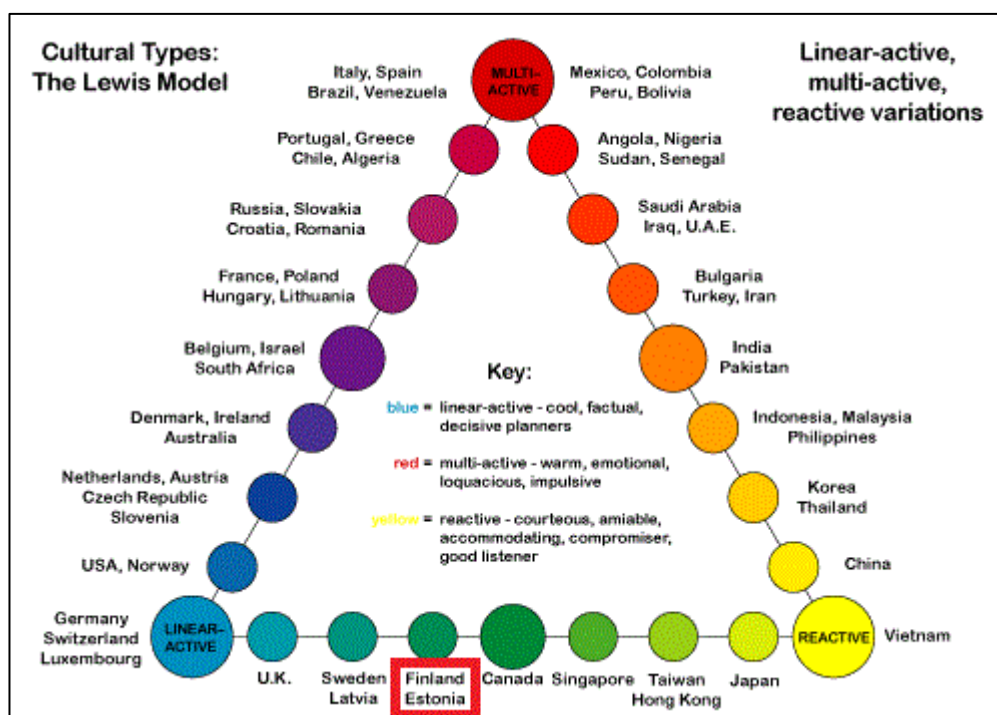 Cultural Types:
The Lewis Model
Linear-active,
multi-active,
reactive variations
MULTI-
ACTIVE
Italy, Spain
Brazil, Venezuela
Mexico, Colombia
Peru, Bolivia
Portugal, Greece
Chile, Algeria
Angola, Nigeria
Sudan, Senegal
Russia, Slovakia
Croatia, Romania
Saudi Arabia
Iraq, U.A.E.
France, Poland
Hungary, Lithuania
Bulgaria
Turkey, Iran
Belgium, Israel
South Africa
India
Pakistan
Key:
blue = linear-active - cool, factual,
decisive planners
red = multi-active - warm, emotional,
loquacious, impulsive
yellow = reactive - courteous, amiable,
accommodating, compromiser,
good listener
Denmark, Ireland
Australia
Indonesia, Malaysia
Philippines
Netherlands, Austria
Czech Republic
Slovenia
Korea
Thailand
USA, Norway
China
Germany
Switzerland
Luxembourg
LINEAR-
ACTIVE
REACTIVE
Vietnam
U.K.
Sweden
Latvia
Finland
Estonia
Canada
Singapore
Taiwan
Hong Kong
Japan